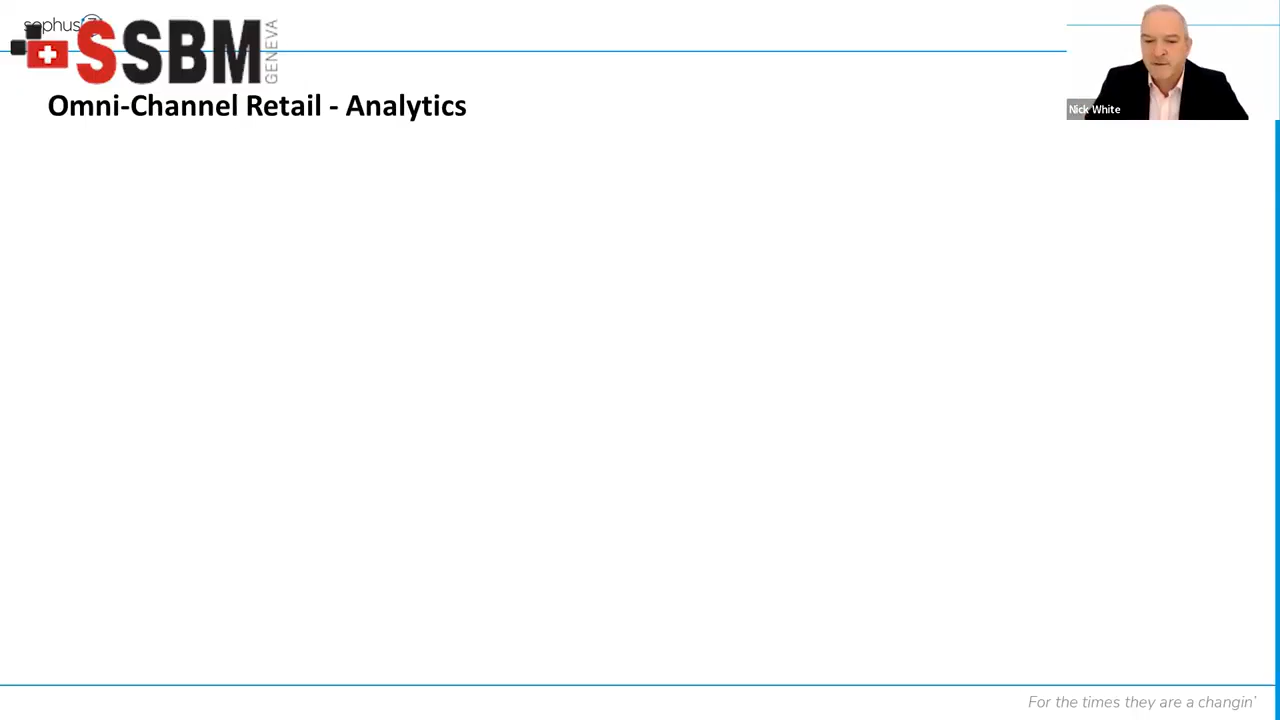 sophus
SSBM
GENEVA
Omni-Channel Retail - Analytics
Nick White
For the times they are a changin'